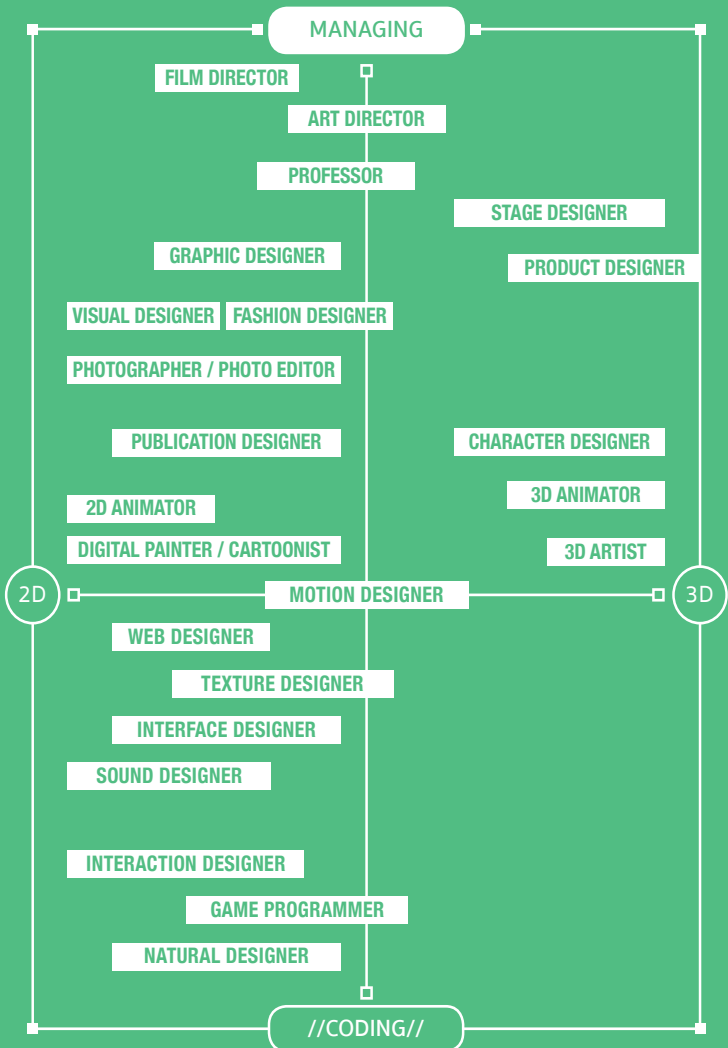 MANAGING
FILM DIRECTOR
ART DIRECTOR
PROFESSOR
STAGE DESIGNER
GRAPHIC DESIGNER
PRODUCT DESIGNER
VISUAL DESIGNER FASHION DESIGNER
PHOTOGRAPHER / PHOTO EDITOR
PUBLICATION DESIGNER
CHARACTER DESIGNER
3D ANIMATOR
2D ANIMATOR
DIGITAL PAINTER / CARTOONIST
3D ARTIST
2D MOTION DESIGNER 3D
WEB DESIGNER
TEXTURE DESIGNER
INTERFACE DESIGNER
SOUND DESIGNER
INTERACTION DESIGNER
GAME PROGRAMMER
NATURAL DESIGNER
//CODING//